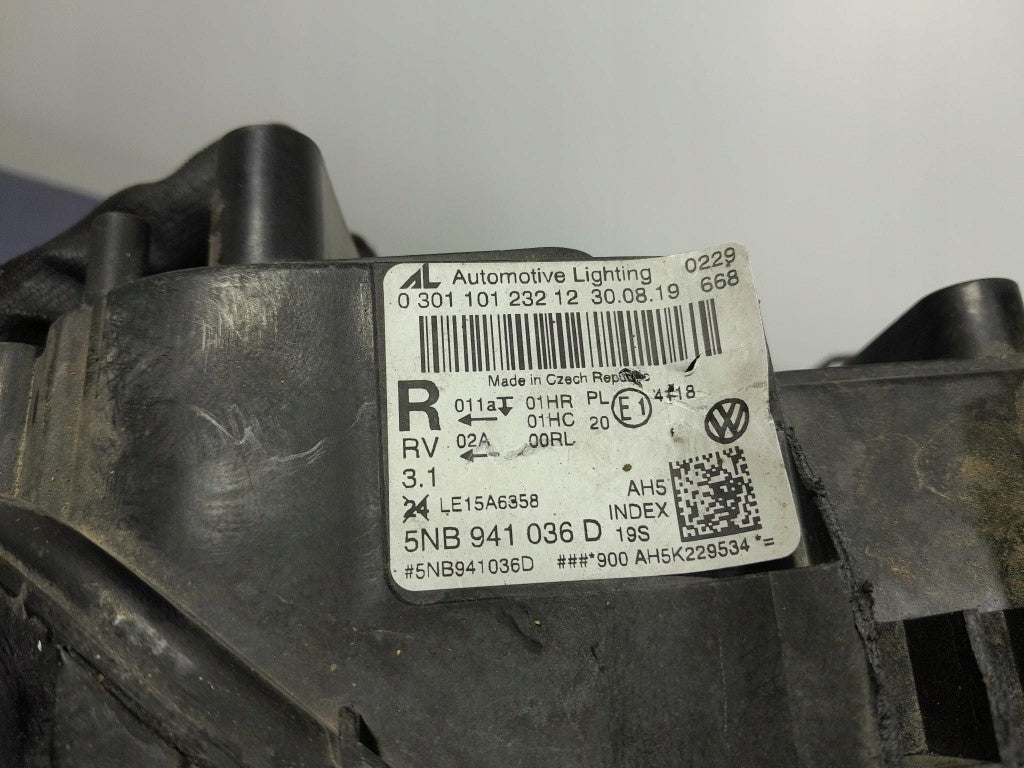 AL Automotive Lighting 0229
0 301 101 232 12 30.08.19 668
Made in Czech Republic
R 011a 01HR PL E1 4718
01HC 20
RV 02A 00RL
3.1
24 LE15A6358 AH5
INDEX
5NB 941 036 D 19S
#5NB941036D ###*900 AH5K229534 *=